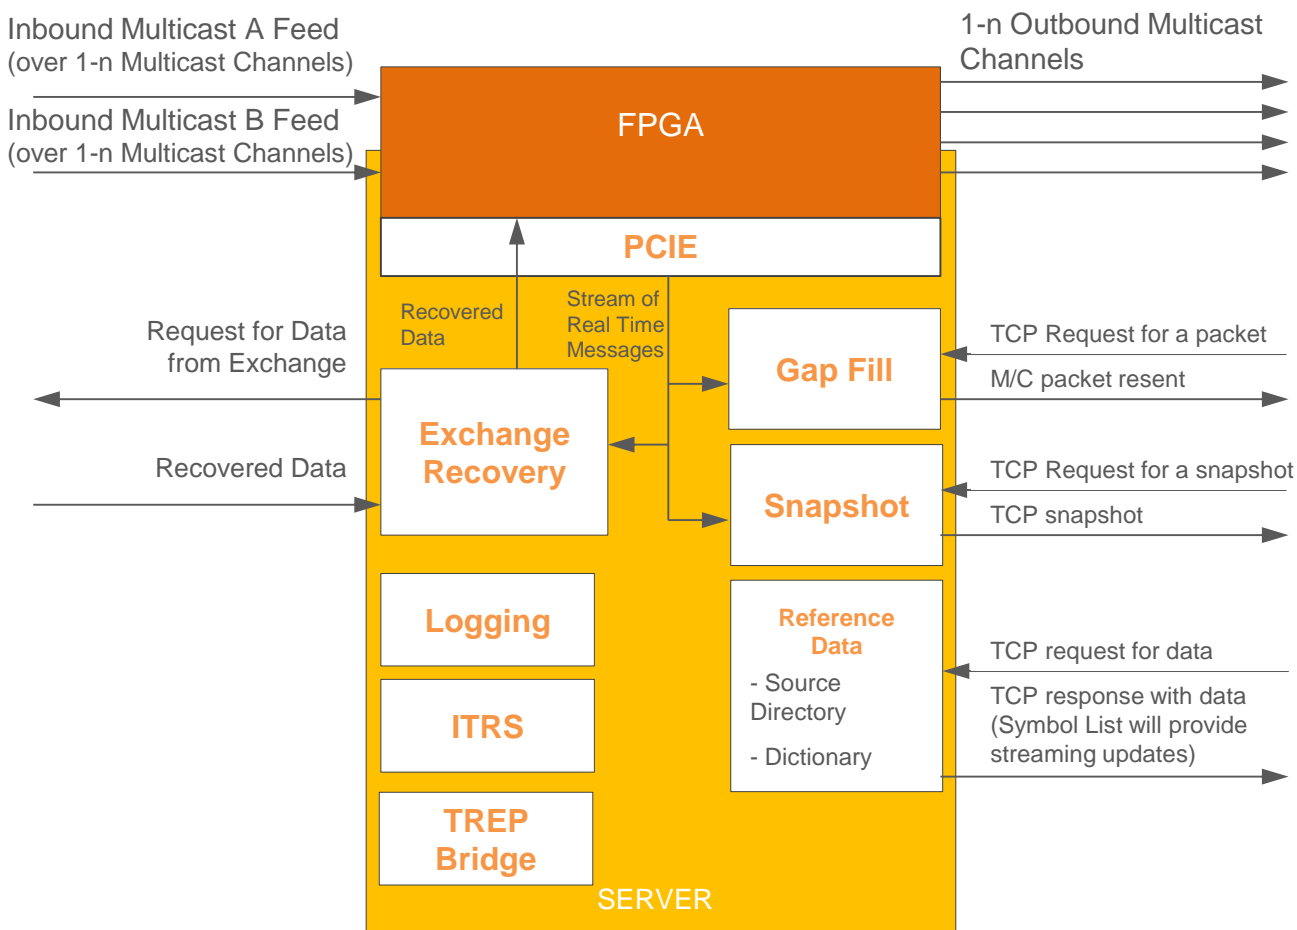 Inbound Multicast A Feed
(over 1-n Multicast Channels)
Inbound Multicast B Feed
(over 1-n Multicast Channels)
1-n Outbound Multicast
Channels
FPGA
PCIE
Recovered
Data
Stream of
Real Time
Messages
Request for Data
from Exchange
Recovered Data
Exchange
Recovery
Gap Fill
TCP Request for a packet
M/C packet resent
Snapshot
TCP Request for a snapshot
TCP snapshot
Logging
ITRS
TREP
Bridge
Reference
Data
- Source
Directory
- Dictionary
TCP request for data
TCP response with data
(Symbol List will provide
streaming updates)
SERVER